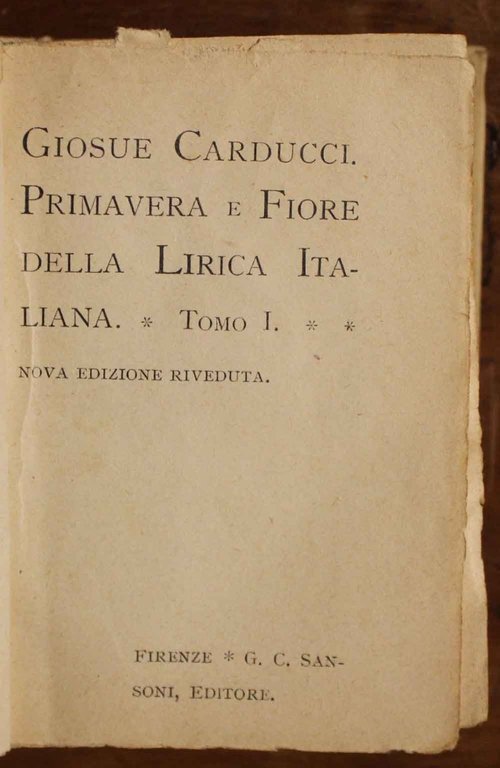 GIOSUE CARDUCCI.
PRIMAVERA E FIORE
DELLA LIRICA ITA-
LIANA. * TOMO I. * *
NOVA EDIZIONE RIVEDUTA.
FIRENZE * G. C. SAN-
SONI, EDITORE.